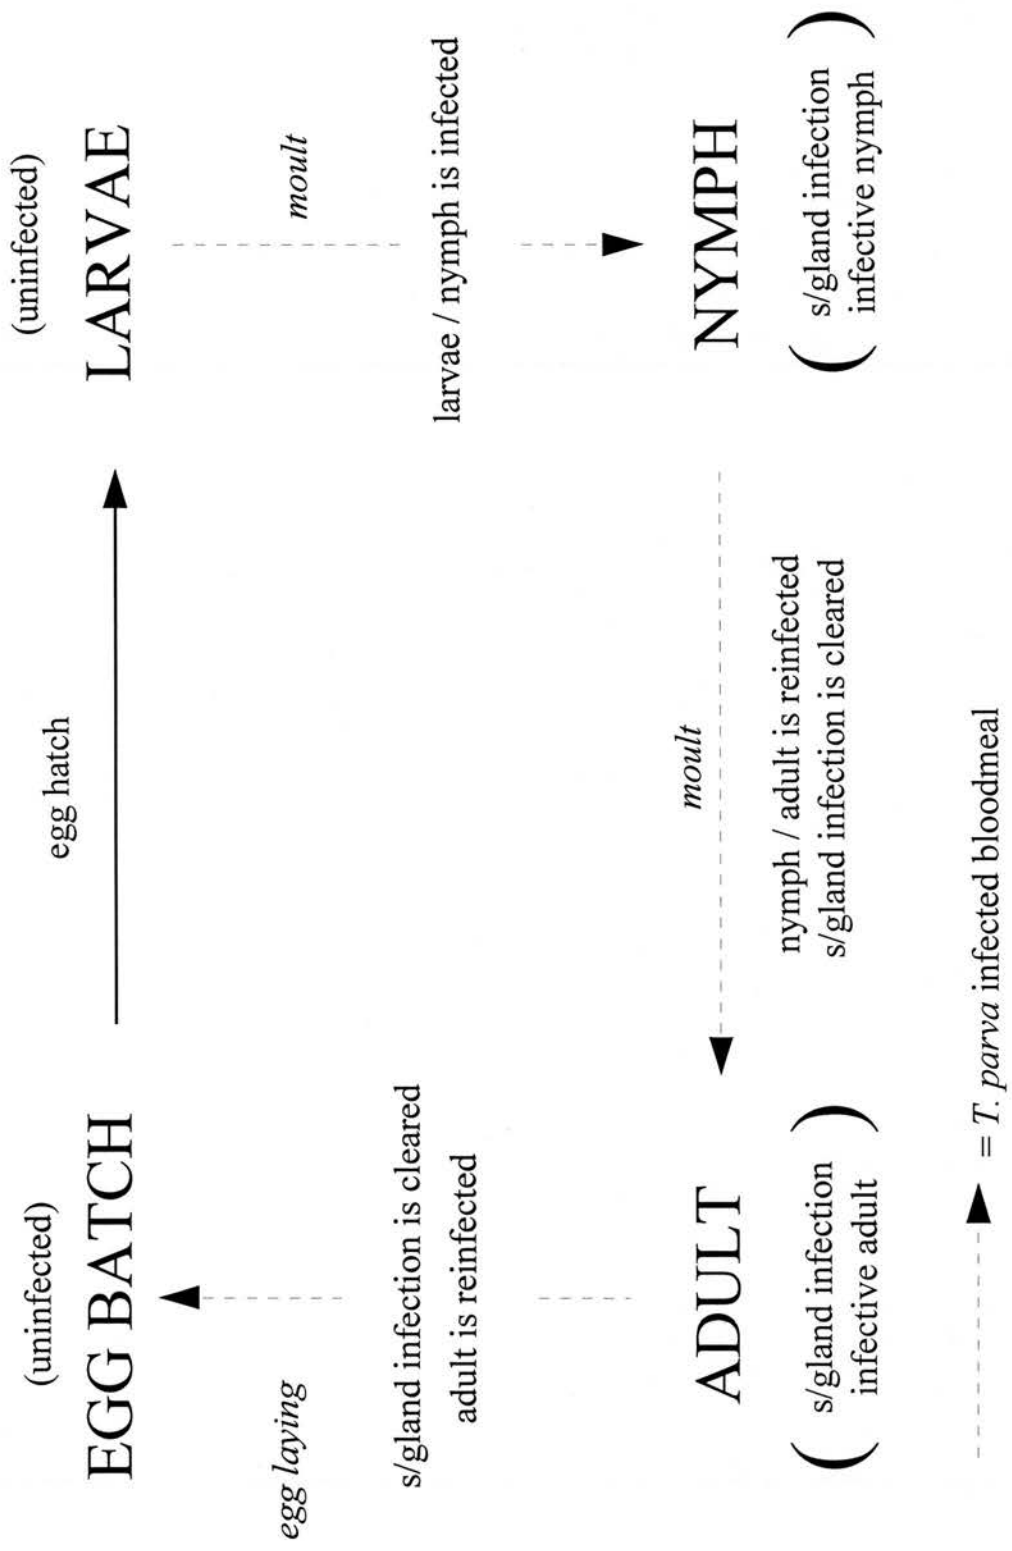 (uninfected)
EGG BATCH
egg hatch
(uninfected)
LARVAE
egg laying
s/gland infection is cleared
adult is reinfected
moult
larvae / nymph is infected
ADULT
( s/gland infection
infective adult )
moult
nymph / adult is reinfected
s/gland infection is cleared
NYMPH
( s/gland infection
infective nymph )
= T. parva infected bloodmeal